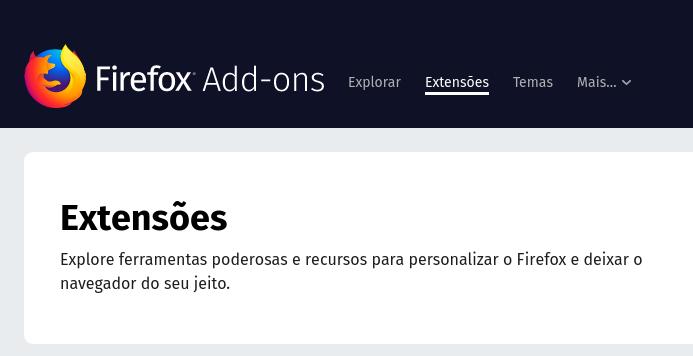 Firefox Add-ons Explorar Extensões Temas Mais...
Extensões
Explore ferramentas poderosas e recursos para personalizar o Firefox e deixar o
navegador do seu jeito.